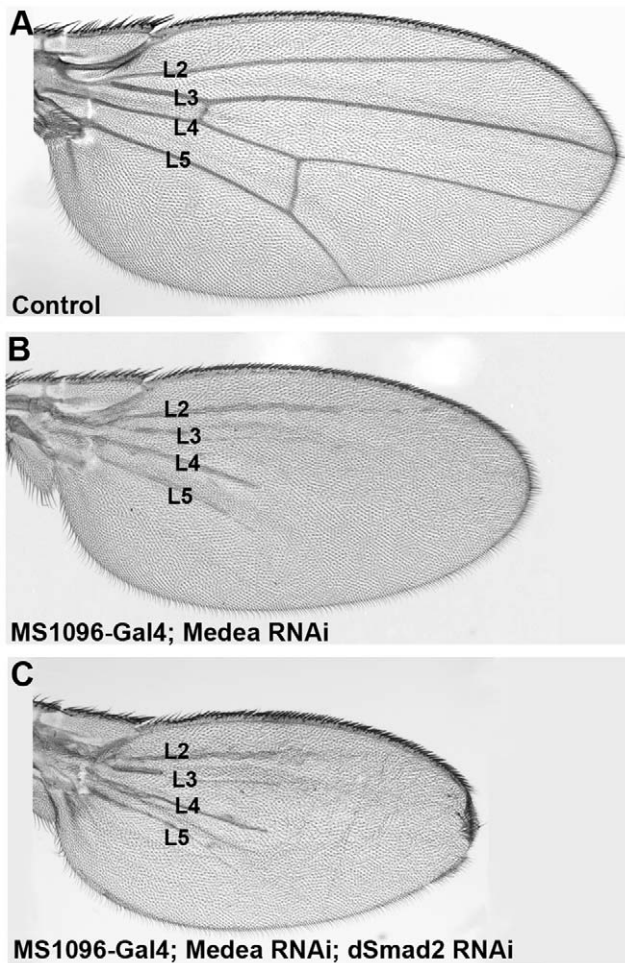 A
L2
L3
L4
L5
Control
B
L2
L3
L4
L5
MS1096-Gal4; Medea RNAi
C
L2
L3
L4
L5
MS1096-Gal4; Medea RNAi; dSmad2 RNAi